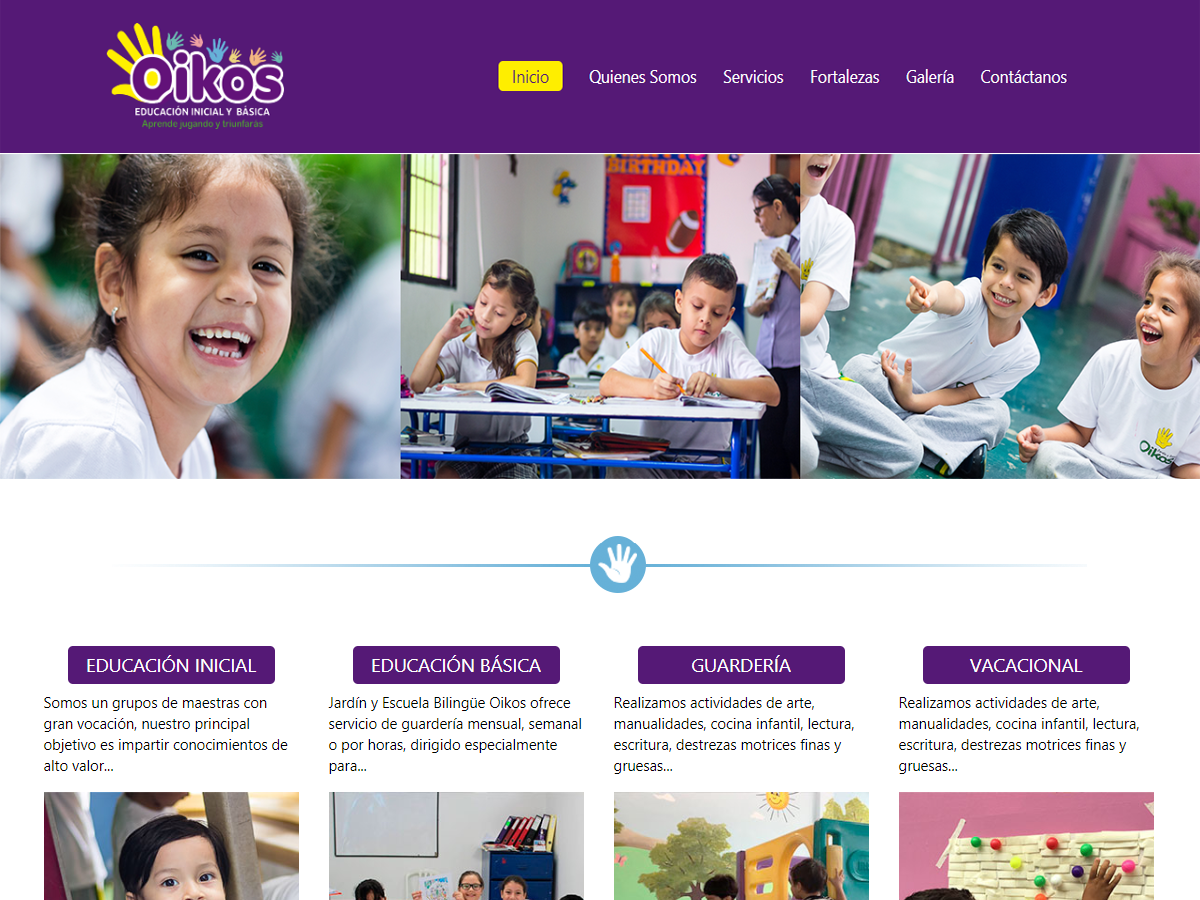 Oikos
EDUCACIÓN INICIAL Y BÁSICA
Aprende jugando y triunfarás
Inicio
Quienes Somos
Servicios
Fortalezas
Galería
Contáctanos
BIRTHDAY
Oikos
EDUCACIÓN INICIAL
Somos un grupos de maestras con
gran vocación, nuestro principal
objetivo es impartir conocimientos de
alto valor...
EDUCACIÓN BÁSICA
Jardín y Escuela Bilingüe Oikos ofrece
servicio de guardería mensual, semanal
o por horas, dirigido especialmente
para...
GUARDERÍA
Realizamos actividades de arte,
manualidades, cocina infantil, lectura,
escritura, destrezas motrices finas y
gruesas...
VACACIONAL
Realizamos actividades de arte,
manualidades, cocina infantil, lectura,
escritura, destrezas motrices finas y
gruesas...